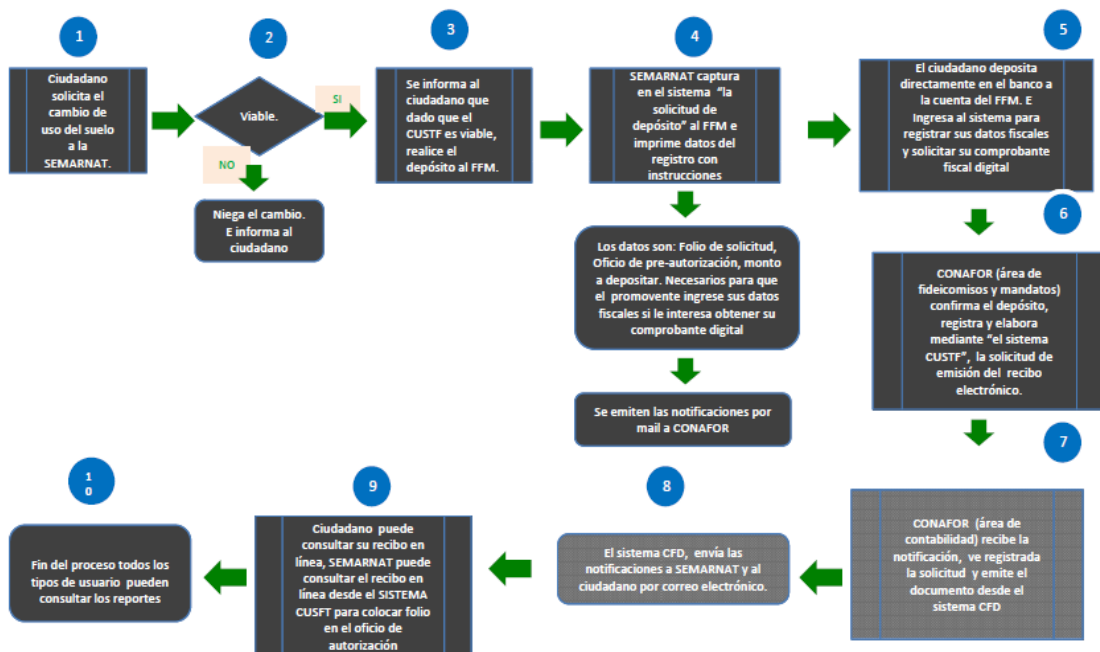 1
Ciudadano
solicita el
cambio de
uso del suelo
a la
SEMARNAT.
2
Viable.
SI
NO
Niega el cambio.
E informa al
ciudadano
3
Se informa al
ciudadano que
dado que el
CUSTF es viable,
realice el
depósito al FFM.
4
SEMARNAT captura
en el sistema "la
solicitud de
depósito" al FFM e
imprime datos del
registro con
instrucciones
Los datos son: Folio de solicitud,
Oficio de pre-autorización, monto
a depositar. Necesarios para que
el promovente ingrese sus datos
fiscales si le interesa obtener su
comprobante digital
Se emiten las notificaciones por
mail a CONAFOR
5
El ciudadano deposita
directamente en el banco a
la cuenta del FFM. E
Ingresa al sistema para
registrar sus datos fiscales
y solicitar su comprobante
fiscal digital
6
CONAFOR (área de
fideicomisos y mandatos)
confirma el depósito,
registra y elabora
mediante "el sistema
CUSTF", la solicitud de
emisión del recibo
electrónico.
7
CONAFOR (área de
contabilidad) recibe la
notificación, ve registrada
la solicitud y emite el
documento desde el
sistema CFD
8
El sistema CFD, envía las
notificaciones a SEMARNAT y al
ciudadano por correo electrónico.
9
Ciudadano puede
consultar su recibo en
línea, SEMARNAT puede
consultar el recibo en
línea desde el SISTEMA
CUSFT para colocar folio
en el oficio de
autorización
1
0
Fin del proceso todos los
tipos de usuario pueden
consultar los reportes